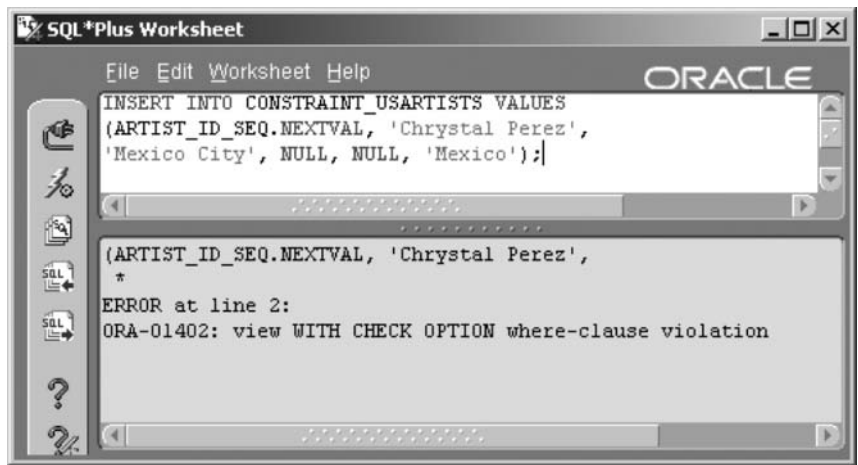 SQL*Plus Worksheet
File Edit Worksheet Help
ORACLE
INSERT INTO CONSTRAINT_USARTISTS VALUES
(ARTIST_ID_SEQ.NEXTVAL, 'Chrystal Perez',
'Mexico City', NULL, NULL, 'Mexico');
(ARTIST_ID_SEQ.NEXTVAL, 'Chrystal Perez',
*
ERROR at line 2:
ORA-01402: view WITH CHECK OPTION where-clause violation
SQL
SQL